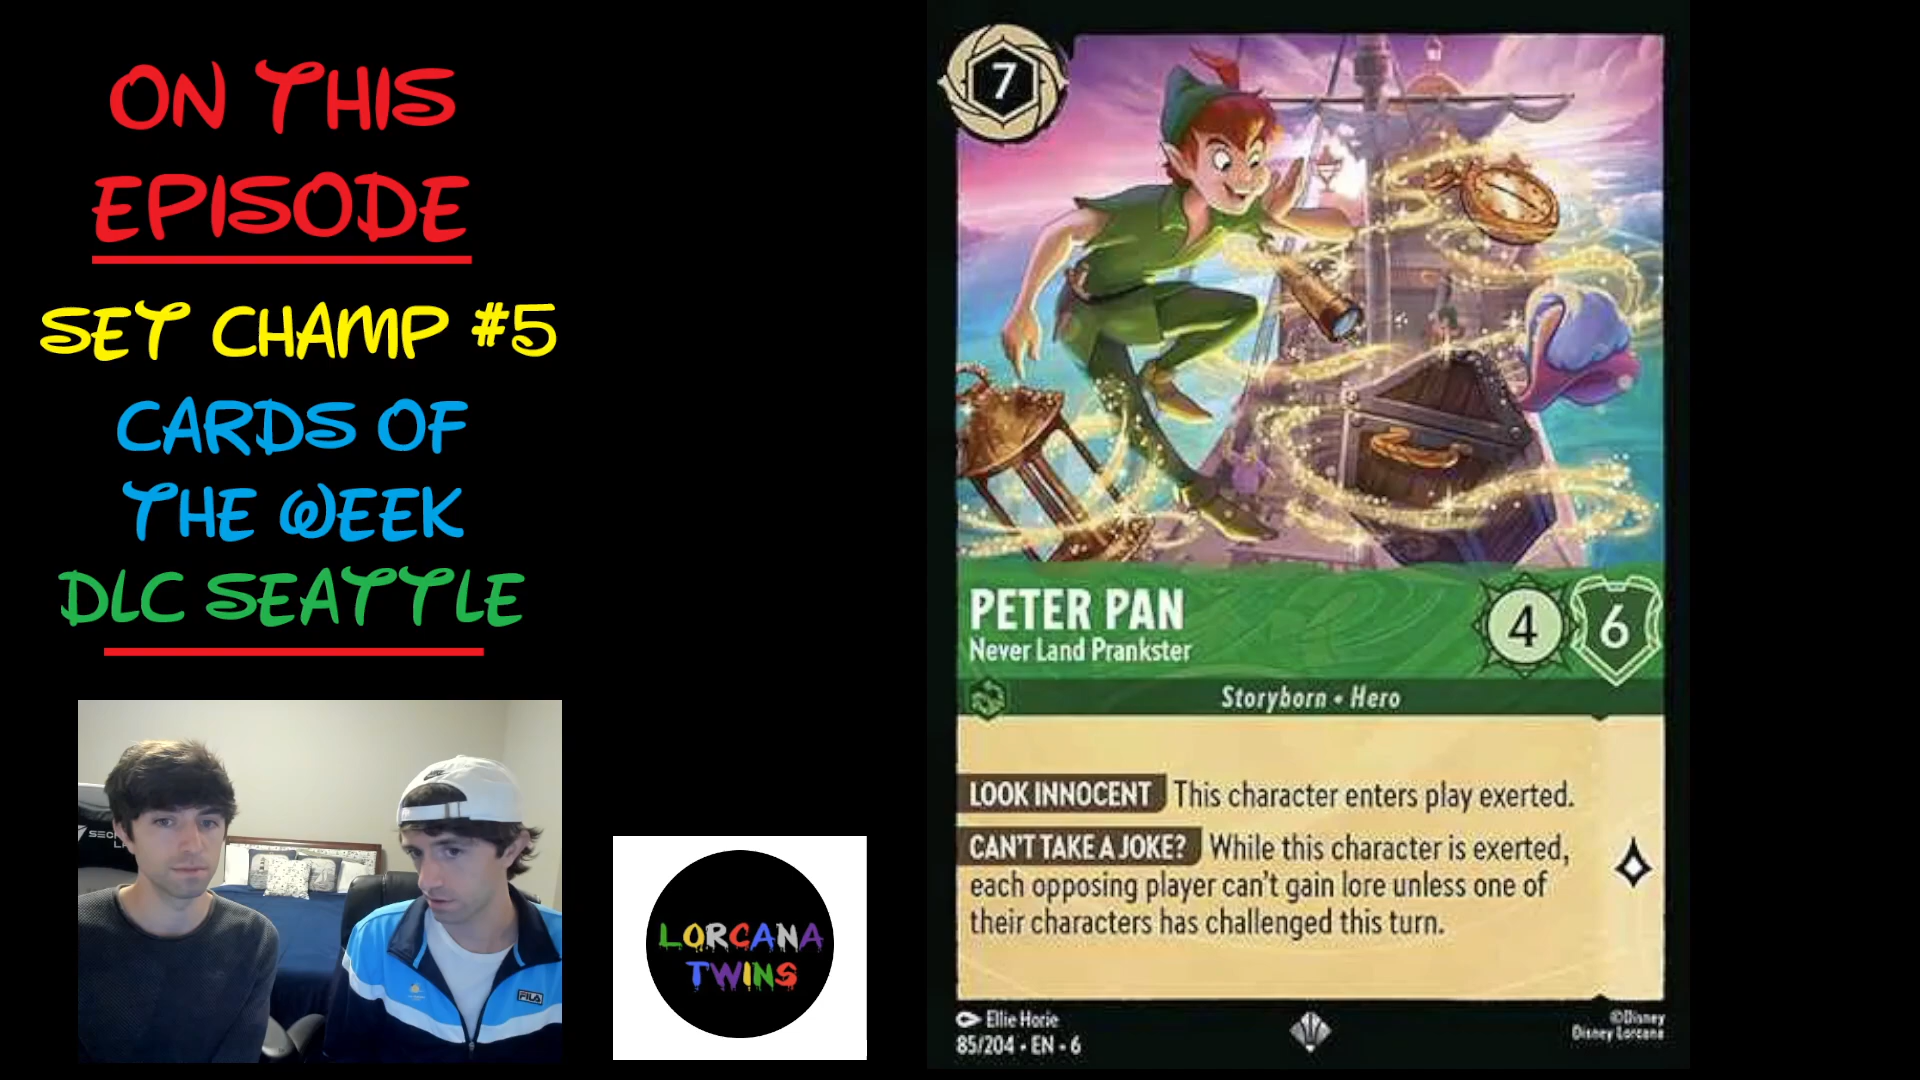 ON THIS
EPISODE
SET CHAMP #5
CARDS OF
THE WEEK
DLC SEATTLE
LORCANA
TWINS
FILA
7
PETER PAN
4
6
Never Land Prankster
Storyborn • Hero
LOOK INNOCENT This character enters play exerted.
CAN'T TAKE A JOKE? While this character is exerted,
each opposing player can't gain lore unless one of
their characters has challenged this turn.
Ellie Horie
85/204 • EN • 6
©Disney
Disney Lorcana